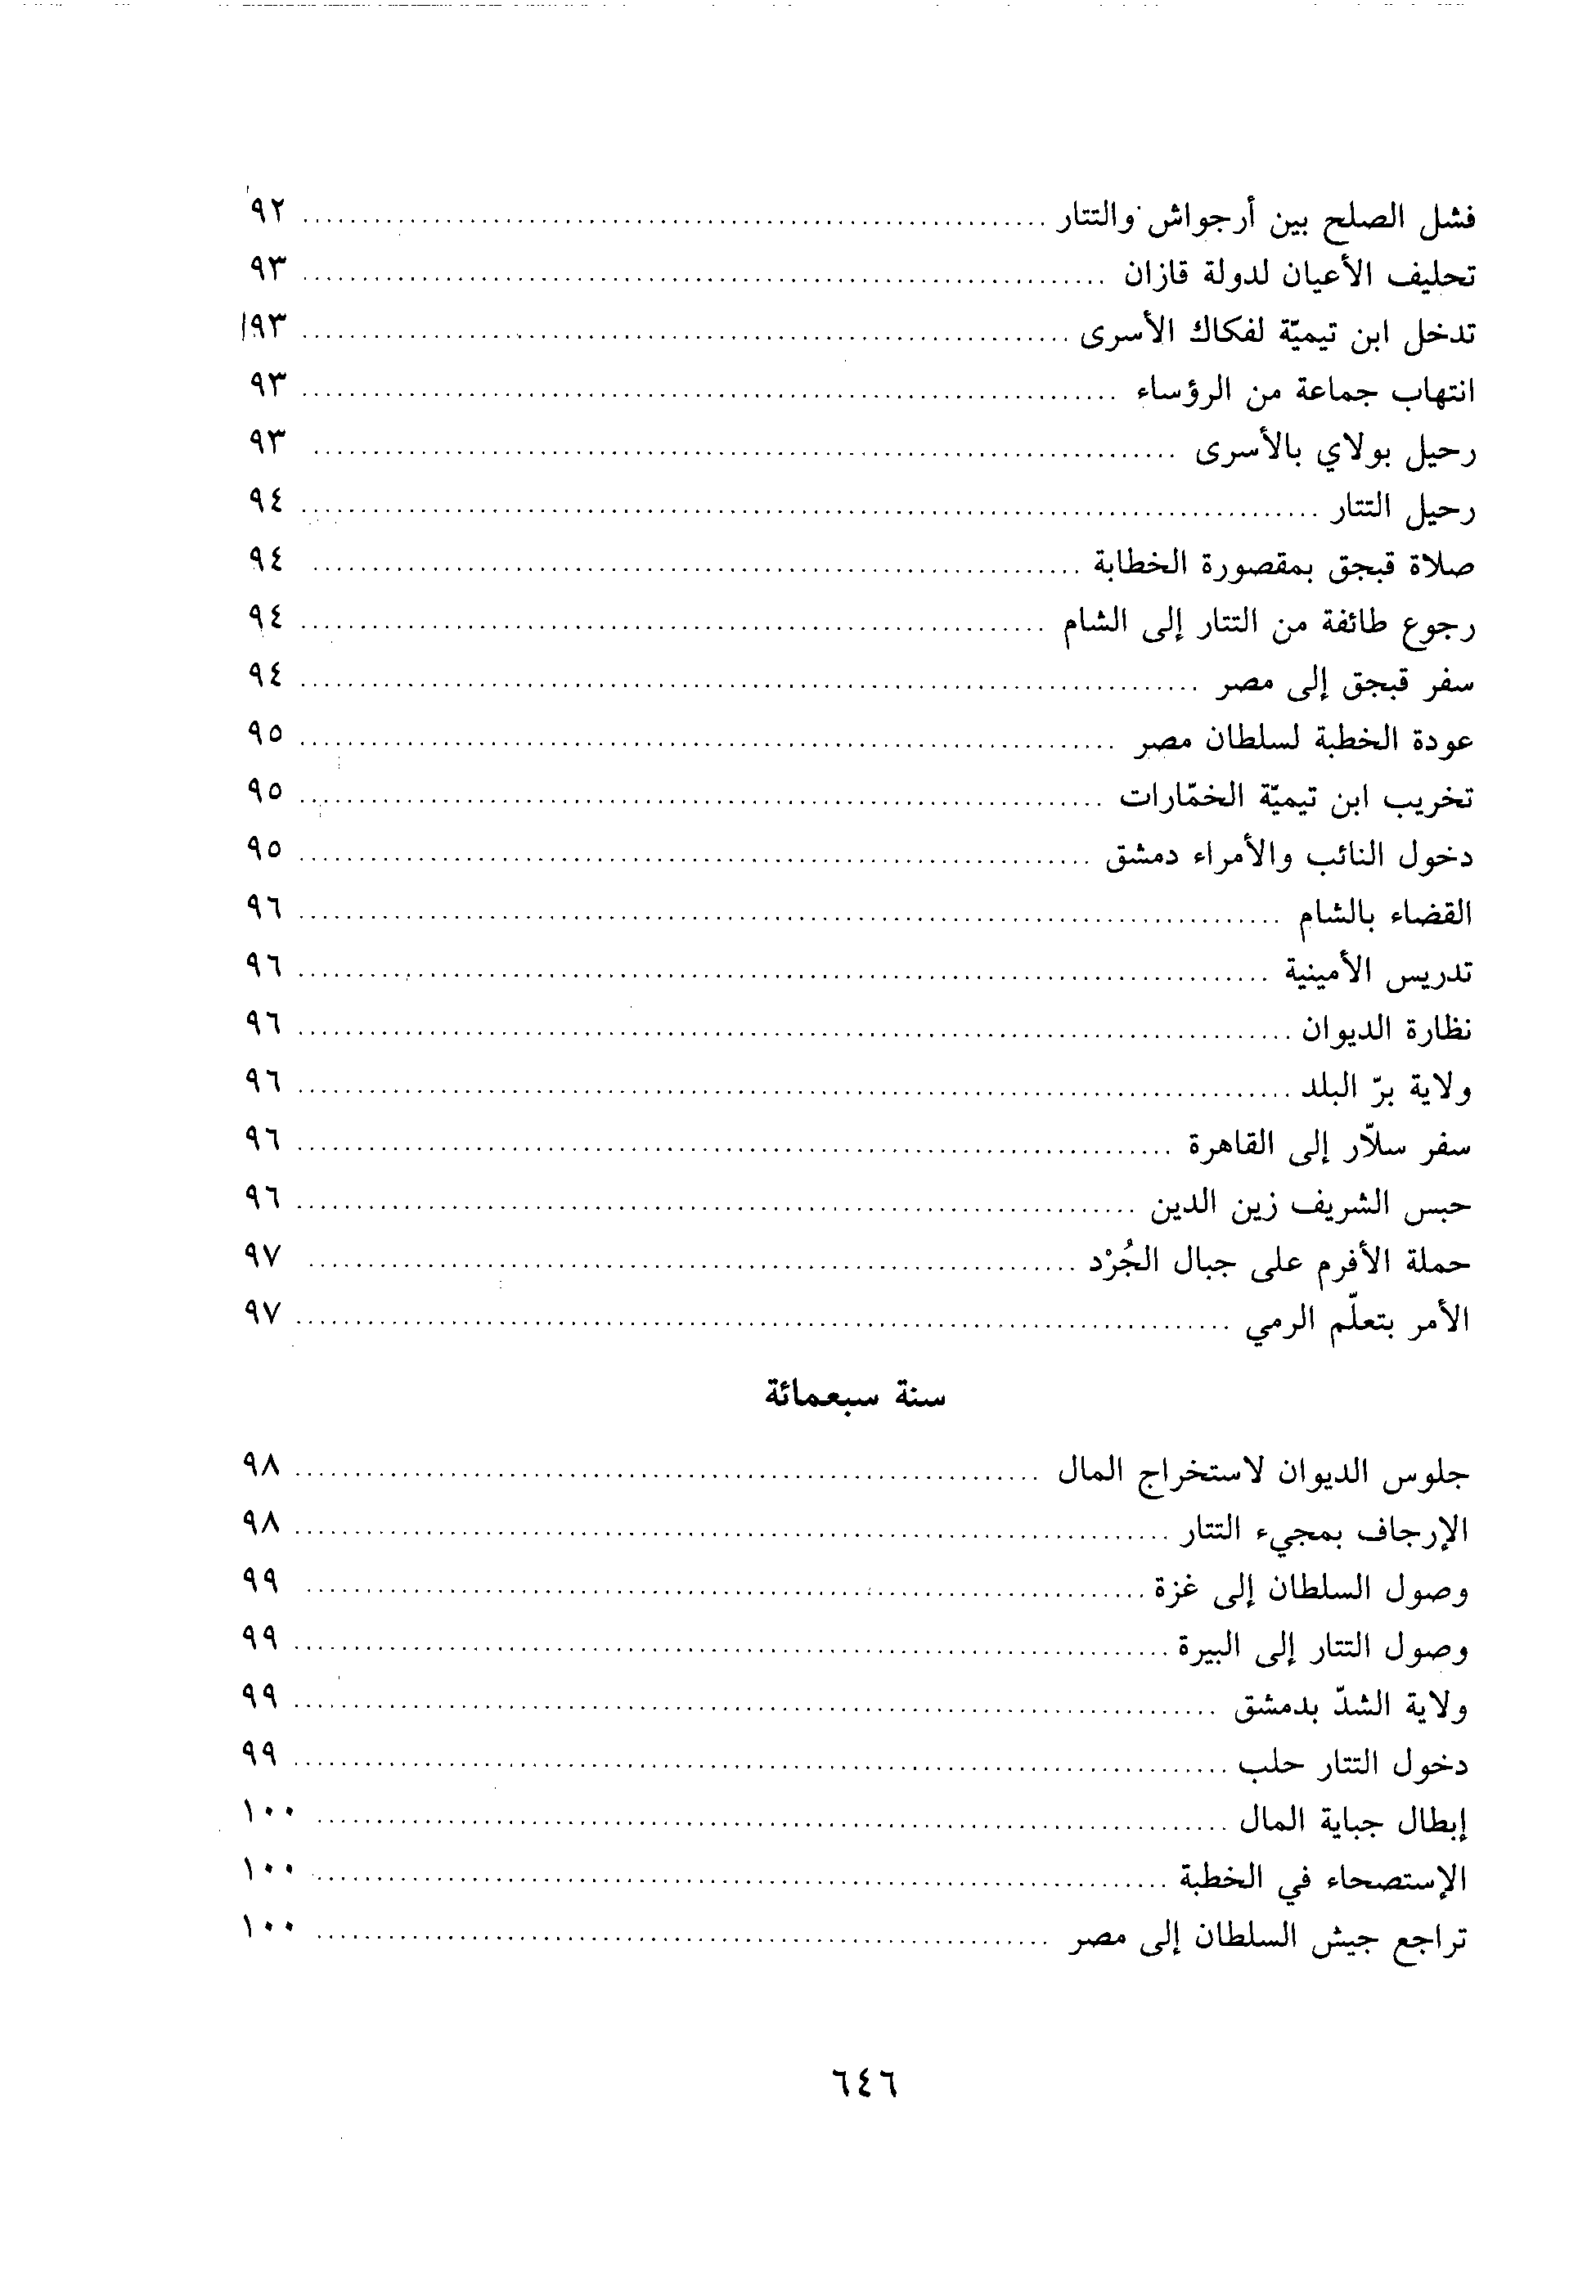 فشل الصلح بين أرجواش والتتار ........ ٩٢
تحليف الأعيان لدولة قازان ........ ٩٣
تدخل ابن تيميّة لفكاك الأسرى ........ ٩٣
انتهاب جماعة من الرؤساء ........ ٩٣
رحيل بولاي بالأسرى ........ ٩٣
رحيل التتار ........ ٩٤
صلاة قبجق بمقصورة الخطابة ........ ٩٤
رجوع طائفة من التتار إلى الشام ........ ٩٤
سفر قبجق إلى مصر ........ ٩٤
عودة الخطبة لسلطان مصر ........ ٩٥
تخريب ابن تيميّة الخمّارات ........ ٩٥
دخول النائب والأمراء دمشق ........ ٩٥
القضاء بالشام ........ ٩٦
تدريس الأمينية ........ ٩٦
نظارة الديوان ........ ٩٦
ولاية برّ البلد ........ ٩٦
سفر سلاّر إلى القاهرة ........ ٩٦
حبس الشريف زين الدين ........ ٩٦
حملة الأفرم على جبال الجُرْد ........ ٩٧
الأمر بتعلّم الرمي ........ ٩٧
سنة سبعمائة
جلوس الديوان لاستخراج المال ........ ٩٨
الإرجاف بمجيء التتار ........ ٩٨
وصول السلطان إلى غزة ........ ٩٩
وصول التتار إلى البيرة ........ ٩٩
ولاية الشدّ بدمشق ........ ٩٩
دخول التتار حلب ........ ٩٩
إبطال جباية المال ........ ١٠٠
الإستصحاء في الخطبة ........ ١٠٠
تراجع جيش السلطان إلى مصر ........ ١٠٠
٦٤٦